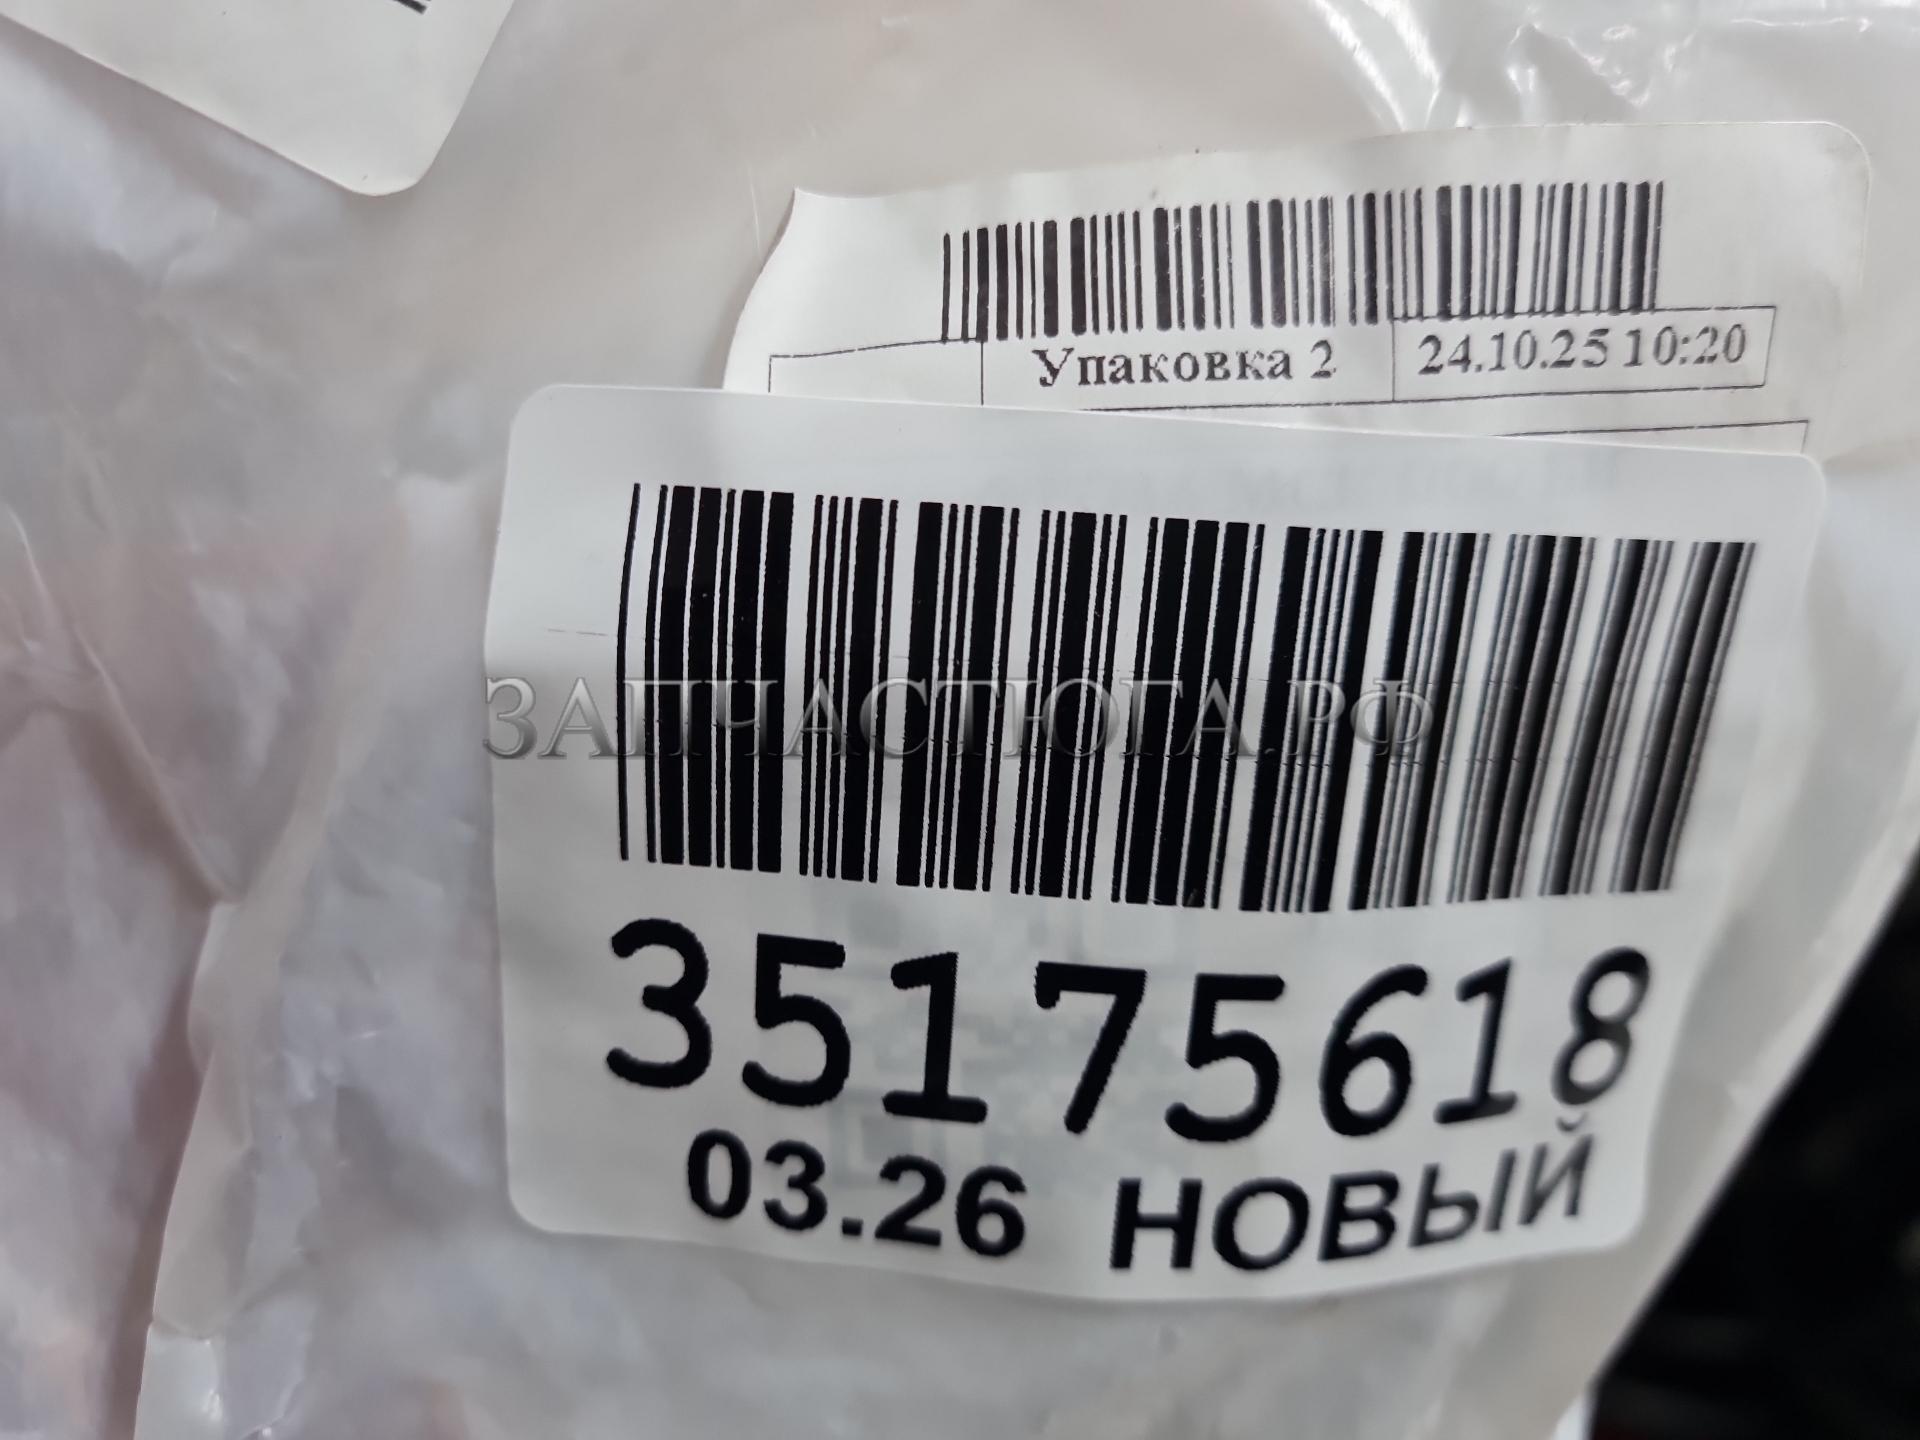 Упаковка 2 24.10.25 10:20
ЗАПЧАСТЮГА.РФ
35175618
03.26 НОВЫЙ